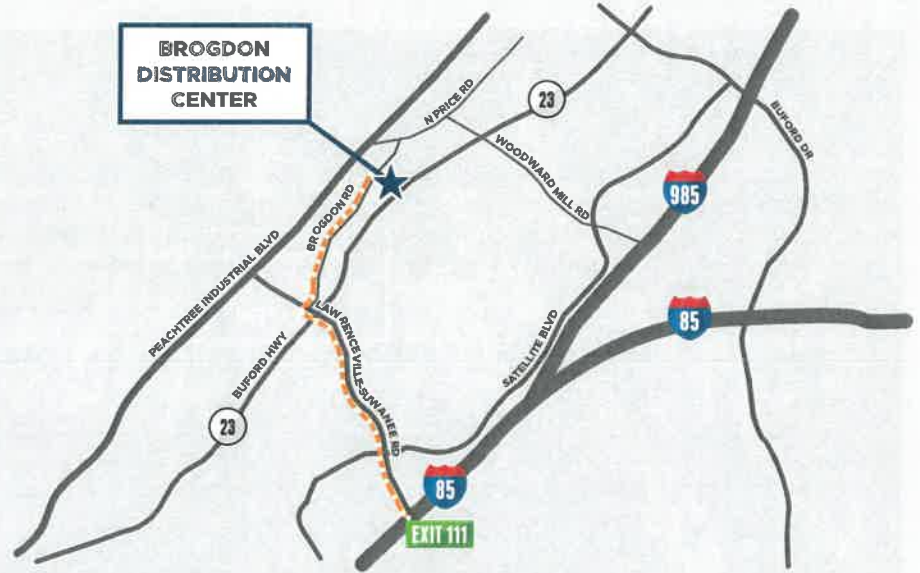 BROGDON
DISTRIBUTION
CENTER
N PRICE RD
23
WOODWARD MILL RD
BUFORD DR
985
BROGDON RD
PEACHTREE INDUSTRIAL BLVD
LAWRENCEVILLE-SUWANEE RD
SATELLITE BLVD
85
BUFORD HWY
23
85
EXIT 111